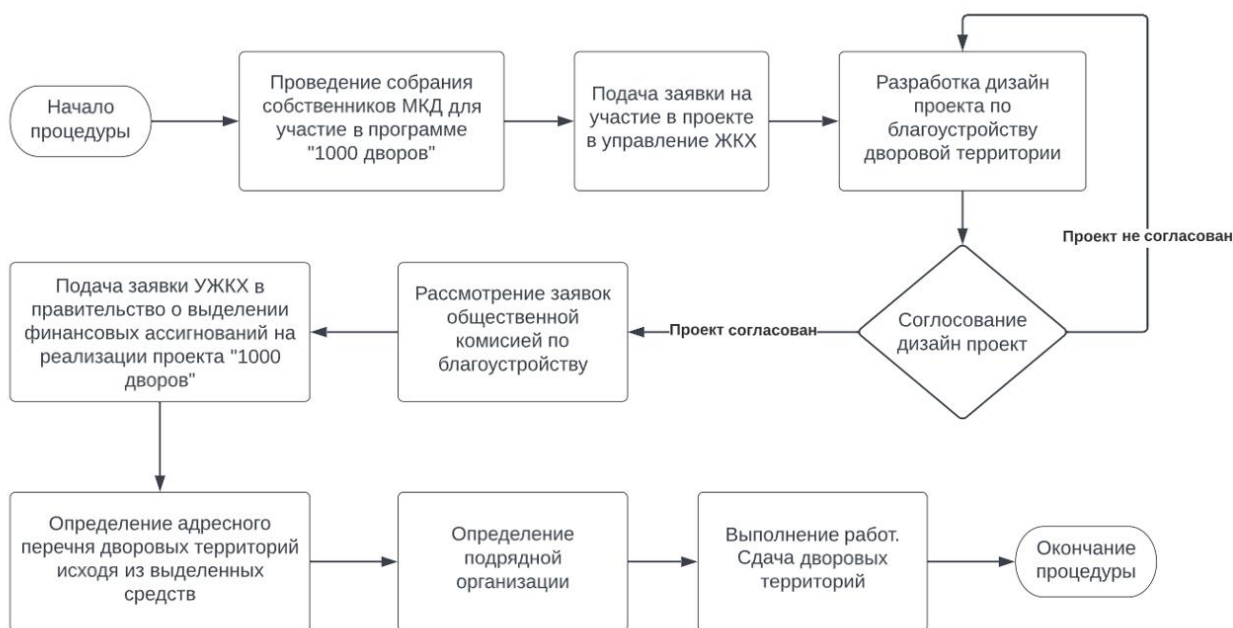 Начало
процедуры
Проведение собрания
собственников МКД для
участие в программе
"1000 дворов"
Подача заявки на
участие в проекте
в управление ЖКХ
Разработка дизайн
проекта по
благоустройству
дворовой территории
Проект не согласован
Соглосование
дизайн проект
Проект согласован
Рассмотрение заявок
общественной
комисией по
благоустройству
Подача заявки УЖКХ в
правительство о выделении
финансовых ассигнований на
реализации проекта "1000
дворов"
Определение адресного
перечня дворовых территорий
исходя из выделенных
средств
Определение
подрядной
организации
Выполнение работ.
Сдача дворовых
территорий
Окончание
процедуры